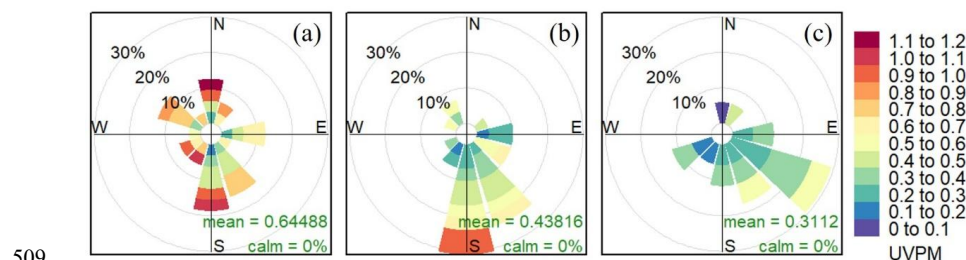 (a)
N
30%
20%
10%
W
E
S
mean = 0.64488
calm = 0%
(b)
N
30%
20%
10%
W
E
S
mean = 0.43816
calm = 0%
(c)
N
30%
20%
10%
W
E
S
mean = 0.3112
calm = 0%
1.1 to 1.2
1.0 to 1.1
0.9 to 1.0
0.8 to 0.9
0.7 to 0.8
0.6 to 0.7
0.5 to 0.6
0.4 to 0.5
0.3 to 0.4
0.2 to 0.3
0.1 to 0.2
0 to 0.1
UVPM
509